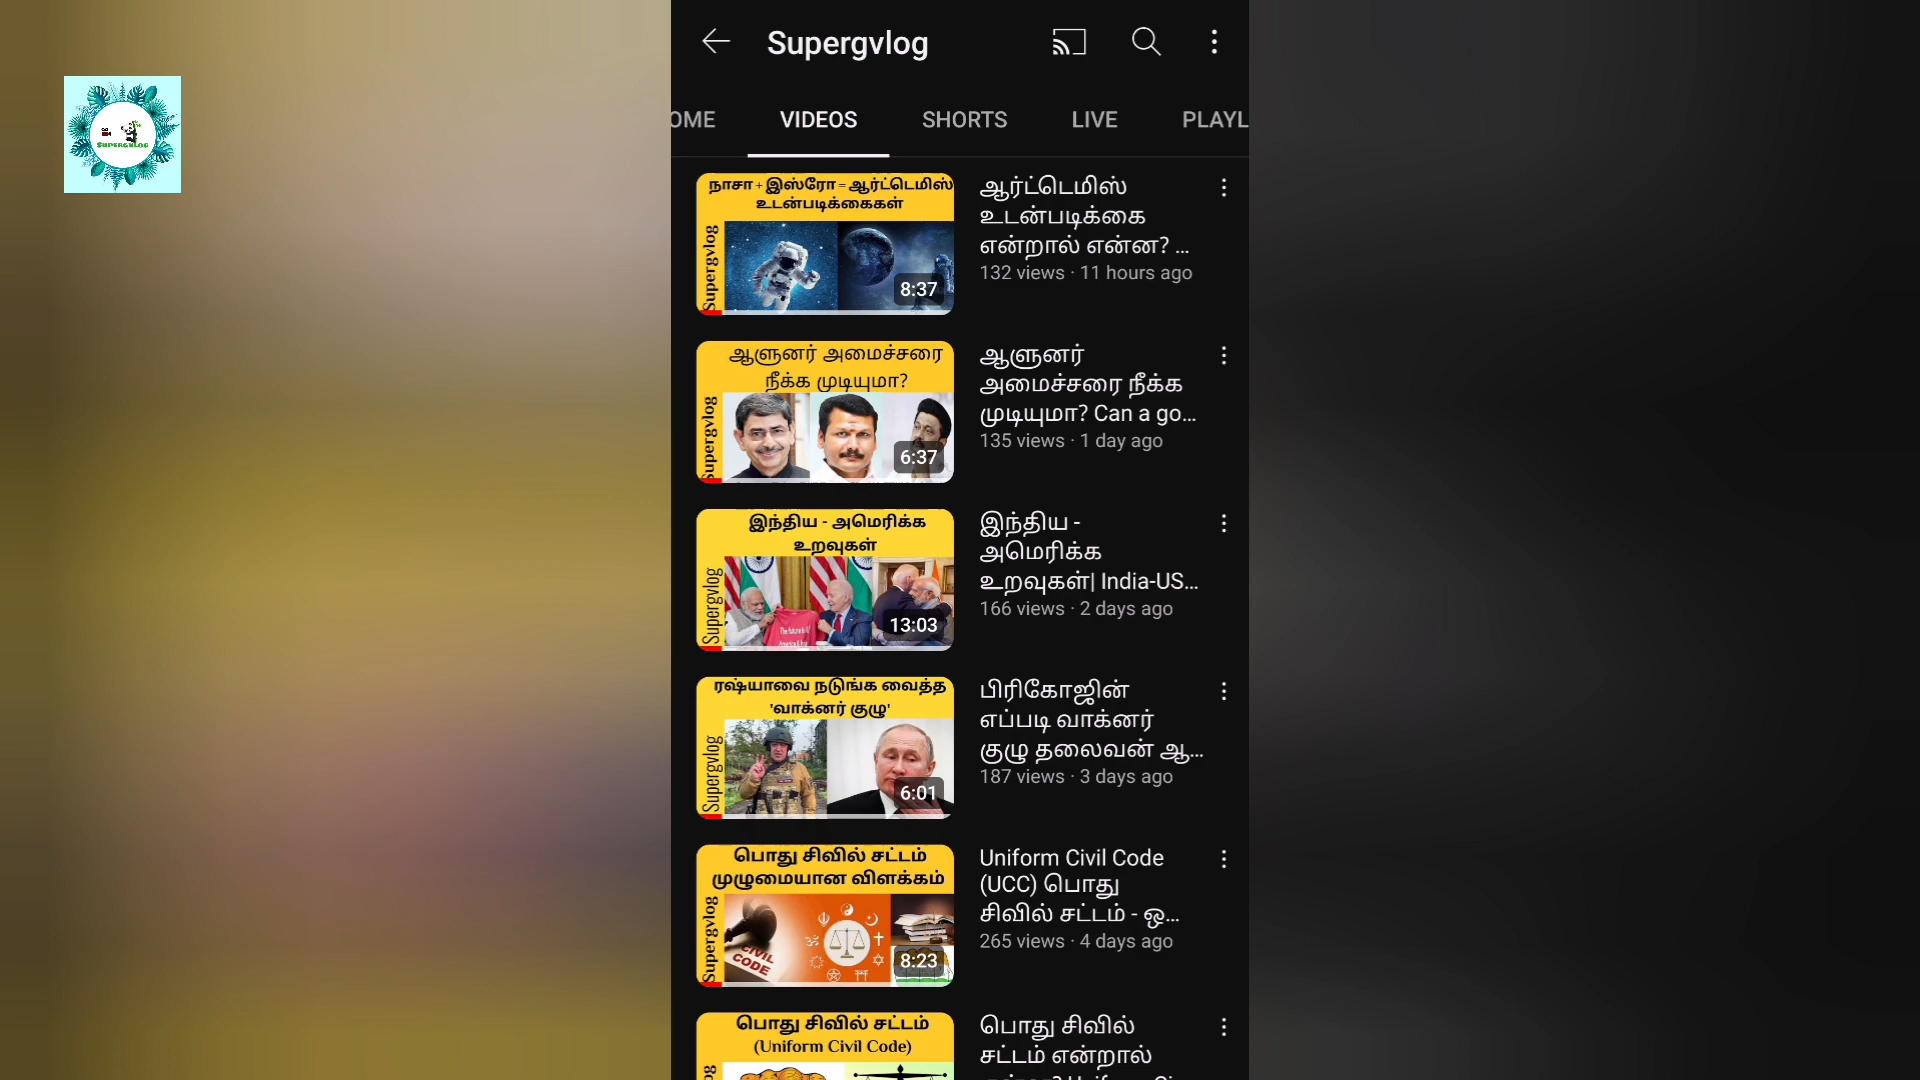 Supergvlog
Supergvlog
OME VIDEOS SHORTS LIVE PLAYL
நாசா + இஸ்ரோ = ஆர்ட்டெமிஸ்
உடன்படிக்கைகள்
Supergvlog
8:37
ஆர்ட்டெமிஸ்
உடன்படிக்கை
என்றால் என்ன? ...
132 views · 11 hours ago
ஆளுனர் அமைச்சரை
நீக்க முடியுமா?
Supergvlog
6:37
ஆளுனர்
அமைச்சரை நீக்க
முடியுமா? Can a go...
135 views · 1 day ago
இந்திய - அமெரிக்க
உறவுகள்
Supergvlog
13:03
இந்திய -
அமெரிக்க
உறவுகள்| India-US...
166 views · 2 days ago
ரஷ்யாவை நடுங்க வைத்த
'வாக்னர் குழு'
Supergvlog
6:01
பிரிகோஜின்
எப்படி வாக்னர்
குழு தலைவன் ஆ...
187 views · 3 days ago
பொது சிவில் சட்டம்
முழுமையான விளக்கம்
Supergvlog
CIVIL
CODE
8:23
Uniform Civil Code
(UCC) பொது
சிவில் சட்டம் - ஒ...
265 views · 4 days ago
பொது சிவில் சட்டம்
(Uniform Civil Code)
பொது சிவில்
சட்டம் என்றால்